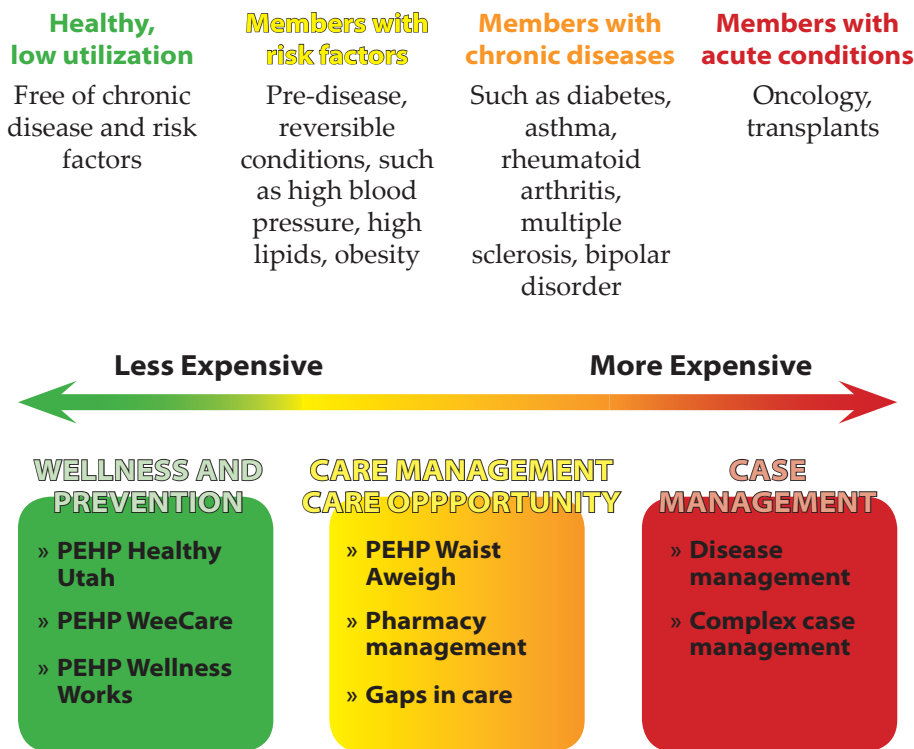 Healthy,
low utilization
Free of chronic
disease and risk
factors
Members with
risk factors
Pre-disease,
reversible
conditions, such
as high blood
pressure, high
lipids, obesity
Members with
chronic diseases
Such as diabetes,
asthma,
rheumatoid
arthritis,
multiple
sclerosis, bipolar
disorder
Members with
acute conditions
Oncology,
transplants
Less Expensive
More Expensive
WELLNESS AND
PREVENTION
» PEHP Healthy
Utah
» PEHP WeeCare
» PEHP Wellness
Works
CARE MANAGEMENT
CARE OPPPORTUNITY
» PEHP Waist
Aweigh
» Pharmacy
management
» Gaps in care
CASE
MANAGEMENT
» Disease
management
» Complex case
management